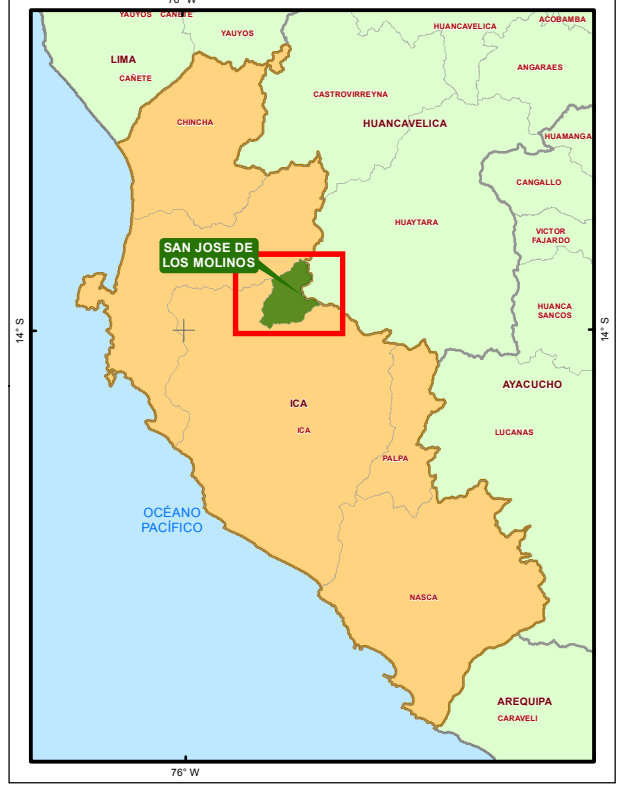 76° W
YAUYOS
CAÑETE
YAUYOS
HUANCAVELICA
ACOBAMBA
LIMA
CAÑETE
ANGARAES
CASTROVIRREYNA
CHINCHA
HUANCAVELICA
HUAMANGA
CANGALLO
HUAYTARA
VICTOR
FAJARDO
SAN JOSE DE
LOS MOLINOS
HUANCA
SANCOS
14° S
14° S
AYACUCHO
ICA
ICA
LUCANAS
PALPA
OCÉANO
PACÍFICO
NASCA
AREQUIPA
CARAVELI
76° W